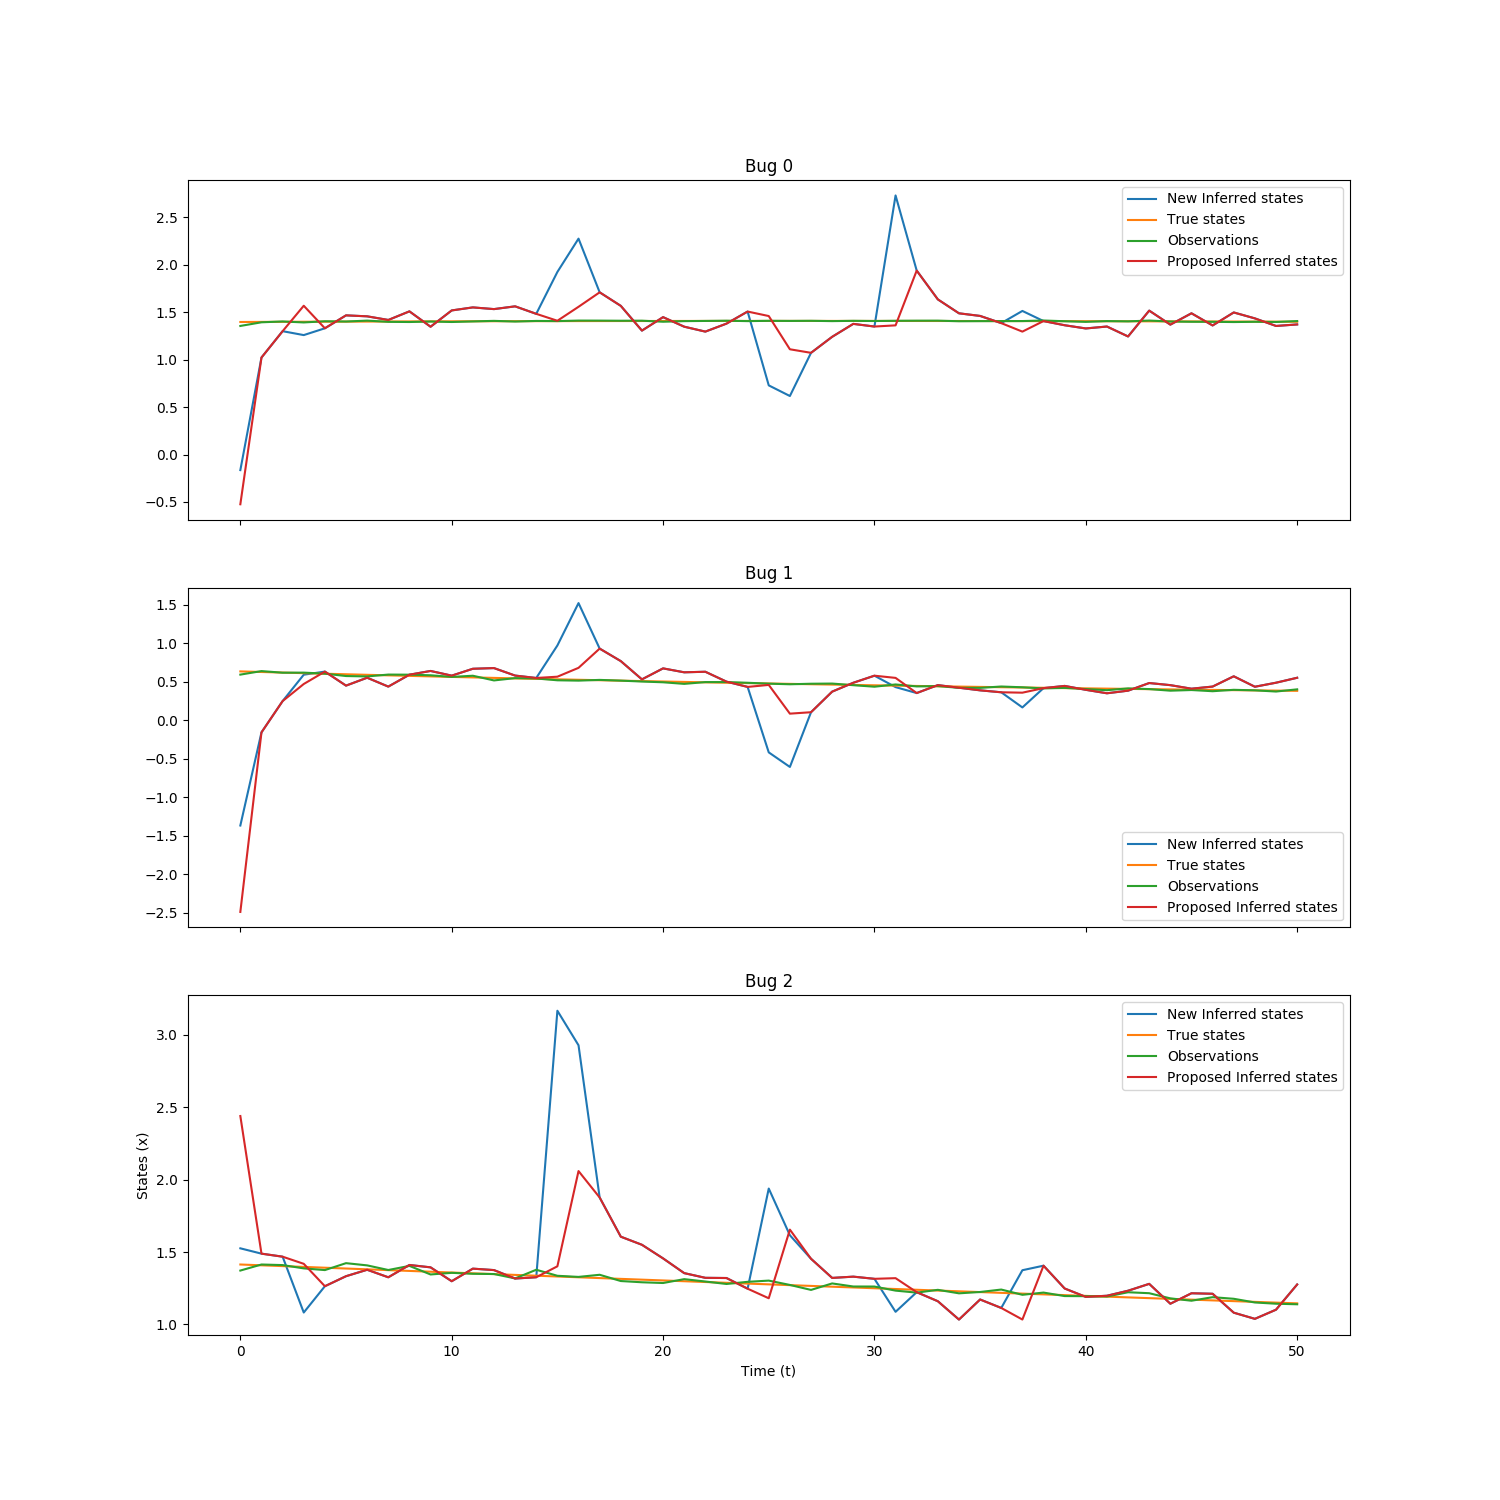 Bug 0
2.5
2.0
1.5
1.0
0.5
0.0
−0.5
New Inferred states
True states
Observations
Proposed Inferred states
Bug 1
1.5
1.0
0.5
0.0
−0.5
−1.0
−1.5
−2.0
−2.5
New Inferred states
True states
Observations
Proposed Inferred states
Bug 2
3.0
2.5
2.0
1.5
1.0
States (x)
New Inferred states
True states
Observations
Proposed Inferred states
0 10 20 30 40 50
Time (t)